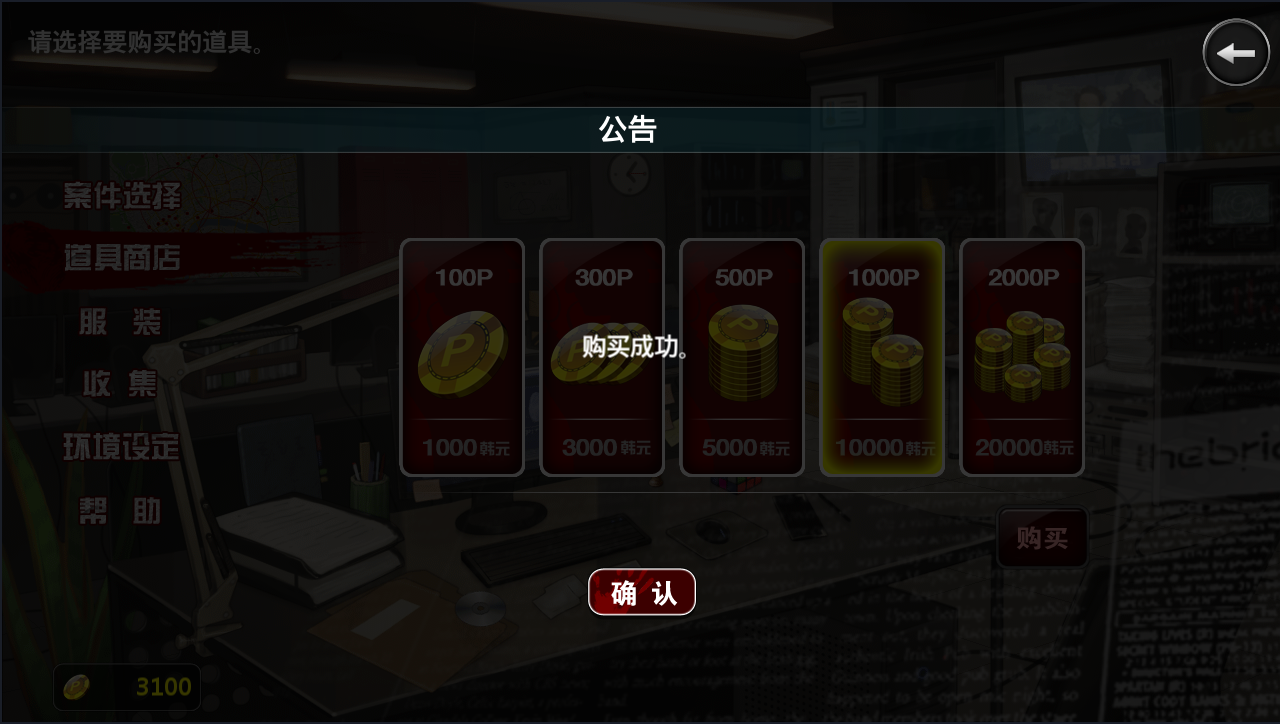 请选择要购买的道具。
公告
案件选择
道具商店
服 装
收 集
环境设定
帮 助
100P
300P
500P
1000P
2000P
购买成功。
1000韩元
3000韩元
5000韩元
10000韩元
20000韩元
购买
确 认
3100